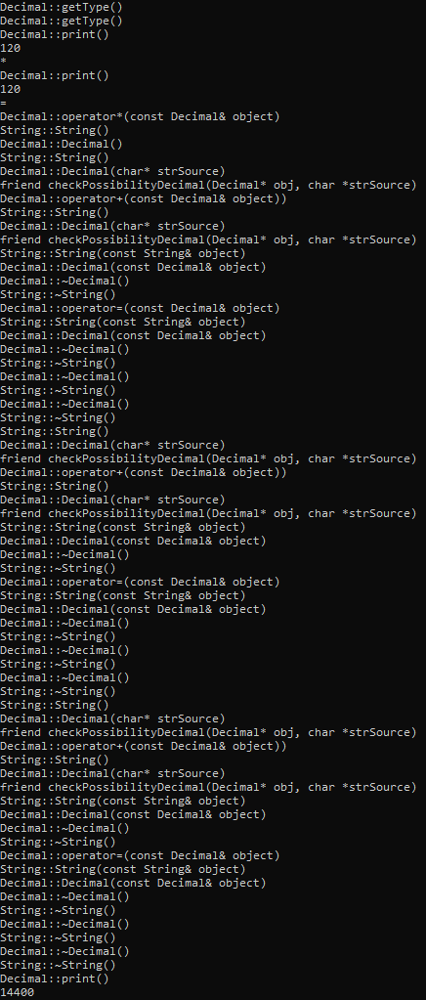 Decimal::getType()
Decimal::getType()
Decimal::print()
120
*
Decimal::print()
120
=
Decimal::operator*(const Decimal& object)
String::String()
Decimal::Decimal()
String::String()
Decimal::Decimal(char* strSource)
friend checkPossibilityDecimal(Decimal* obj, char *strSource)
Decimal::operator+(const Decimal& object))
String::String()
Decimal::Decimal(char* strSource)
friend checkPossibilityDecimal(Decimal* obj, char *strSource)
String::String(const String& object)
Decimal::Decimal(const Decimal& object)
Decimal::~Decimal()
String::~String()
Decimal::operator=(const Decimal& object)
String::String(const String& object)
Decimal::Decimal(const Decimal& object)
Decimal::~Decimal()
String::~String()
Decimal::~Decimal()
String::~String()
Decimal::~Decimal()
String::~String()
String::String()
Decimal::Decimal(char* strSource)
friend checkPossibilityDecimal(Decimal* obj, char *strSource)
Decimal::operator+(const Decimal& object))
String::String()
Decimal::Decimal(char* strSource)
friend checkPossibilityDecimal(Decimal* obj, char *strSource)
String::String(const String& object)
Decimal::Decimal(const Decimal& object)
Decimal::~Decimal()
String::~String()
Decimal::operator=(const Decimal& object)
String::String(const String& object)
Decimal::Decimal(const Decimal& object)
Decimal::~Decimal()
String::~String()
Decimal::~Decimal()
String::~String()
Decimal::~Decimal()
String::~String()
String::String()
Decimal::Decimal(char* strSource)
friend checkPossibilityDecimal(Decimal* obj, char *strSource)
Decimal::operator+(const Decimal& object))
String::String()
Decimal::Decimal(char* strSource)
friend checkPossibilityDecimal(Decimal* obj, char *strSource)
String::String(const String& object)
Decimal::Decimal(const Decimal& object)
Decimal::~Decimal()
String::~String()
Decimal::operator=(const Decimal& object)
String::String(const String& object)
Decimal::Decimal(const Decimal& object)
Decimal::~Decimal()
String::~String()
Decimal::~Decimal()
String::~String()
Decimal::~Decimal()
String::~String()
Decimal::print()
14400